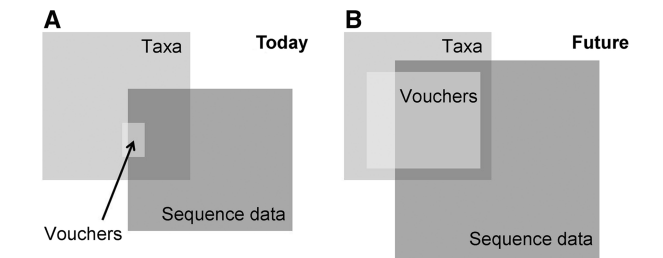 A
Taxa
Today
Vouchers
Sequence data
B
Taxa
Future
Vouchers
Sequence data